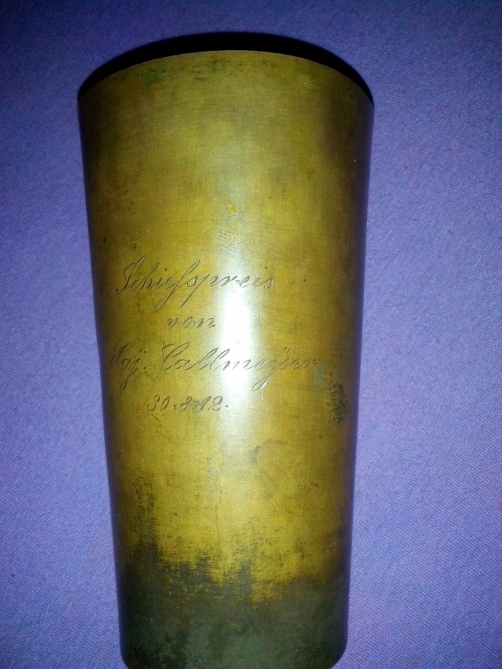 Schießpreis
von
Maj. Callmeyer
30.8.12.